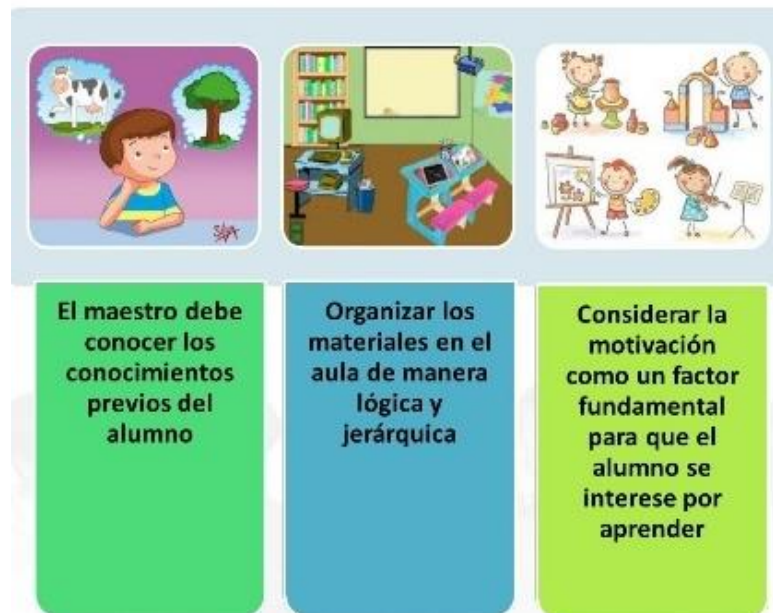 El maestro debe
conocer los
conocimientos
previos del
alumno
Organizar los
materiales en el
aula de manera
lógica y
jerárquica
Considerar la
motivación
como un factor
fundamental
para que el
alumno se
interese por
aprender